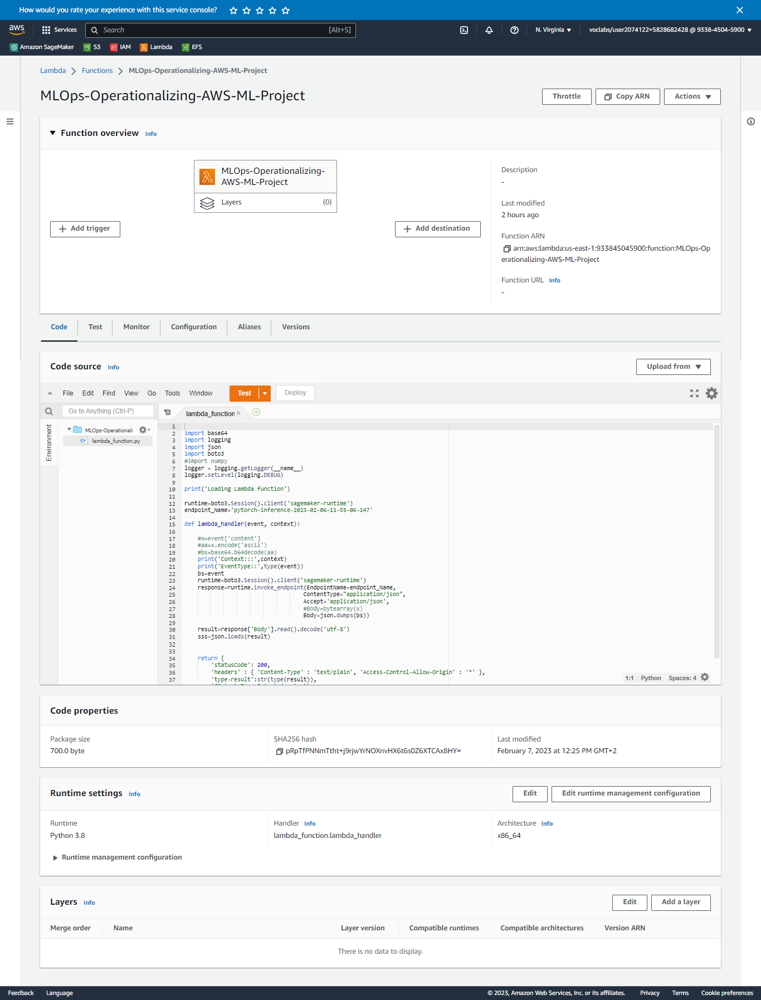 How would you rate your experience with this service console?
aws Services Search [Alt+S] N. Virginia voclabs/user2074122=5828682428 @ 9338-4504-5900
Amazon SageMaker S3 IAM Lambda EFS
Lambda Functions MLOps-Operationalizing-AWS-ML-Project
MLOps-Operationalizing-AWS-ML-Project
Throttle Copy ARN Actions
Function overview Info
MLOps-Operationalizing-
AWS-ML-Project
Layers (0)
Add trigger
Add destination
Description
-
Last modified
2 hours ago
Function ARN
arn:aws:lambda:us-east-1:933845045900:function:MLOps-Op
erationalizing-AWS-ML-Project
Function URL Info
-
Code Test Monitor Configuration Aliases Versions
Code source Info
Upload from
File Edit Find View Go Tools Window Test Deploy
Go to Anything (Ctrl-P)
lambda_function
Environment
MLOps-Operationali
lambda_function.py
1
2 import base64
3 import logging
4 import json
5 import boto3
6 #import numpy
7 logger = logging.getLogger(__name__)
8 logger.setLevel(logging.DEBUG)
9
10 print('Loading Lambda function')
11
12 runtime=boto3.Session().client('sagemaker-runtime')
13 endpoint_Name='pytorch-inference-2023-02-06-11-55-06-147'
14
15 def lambda_handler(event, context):
16
17 #x=event['content']
18 #aa=x.encode('ascii')
19 #bs=base64.b64decode(aa)
20 print('Context:::',context)
21 print('EventType::',type(event))
22 bs=event
23 runtime=boto3.Session().client('sagemaker-runtime')
24 response=runtime.invoke_endpoint(EndpointName=endpoint_Name,
25 ContentType="application/json",
26 Accept='application/json',
27 #Body=bytearray(x)
28 Body=json.dumps(bs))
29
30 result=response['Body'].read().decode('utf-8')
31 sss=json.loads(result)
32
33
34 return {
35 'statusCode': 200,
36 'headers' : { 'Content-Type' : 'text/plain', 'Access-Control-Allow-Origin' : '*' },
37 'type-result':str(type(result)),
1:1 Python Spaces: 4
Code properties
Package size
700.0 byte
SHA256 hash
pRpTfPNNmTtht+j9rjwYrNOXnvHX6t6s0Z6XTCAx8HY=
Last modified
February 7, 2023 at 12:25 PM GMT+2
Runtime settings Info
Edit Edit runtime management configuration
Runtime
Python 3.8
Handler Info
lambda_function.lambda_handler
Architecture Info
x86_64
Runtime management configuration
Layers Info
Edit Add a layer
Merge order Name Layer version Compatible runtimes Compatible architectures Version ARN
There is no data to display.
Feedback Language © 2023, Amazon Web Services, Inc. or its affiliates. Privacy Terms Cookie preferences